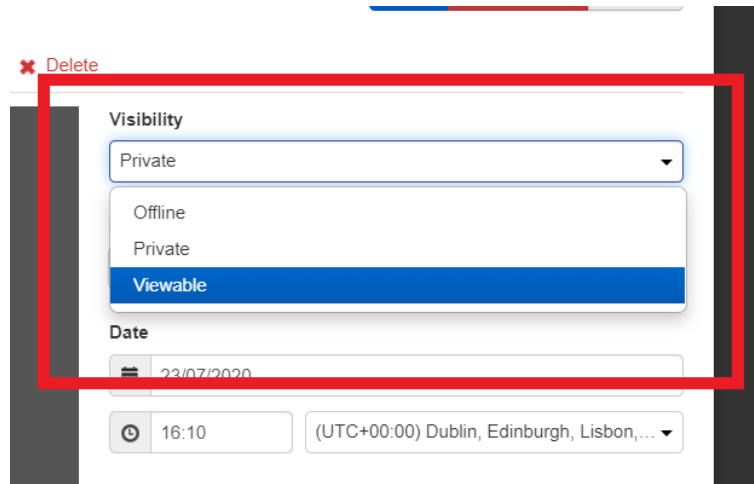 Delete
Visibility
Private
Offline
Private
Viewable
Date
23/07/2020
16:10 (UTC+00:00) Dublin, Edinburgh, Lisbon,...